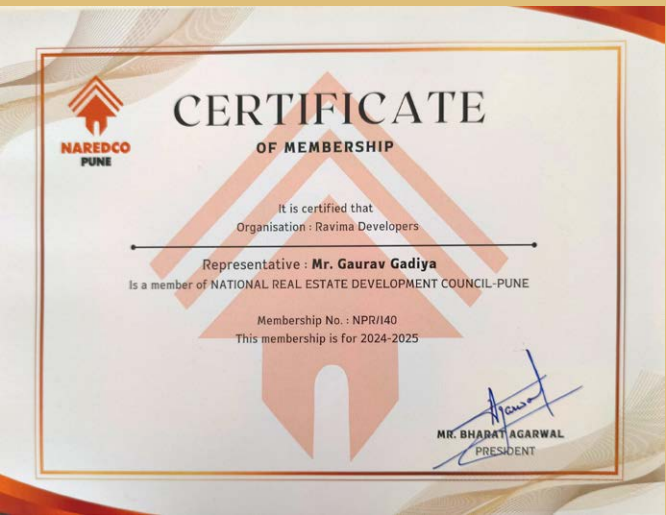 NAREDCO
PUNE
CERTIFICATE
OF MEMBERSHIP
It is certified that
Organisation : Ravima Developers
Representative : Mr. Gaurav Gadiya
Is a member of NATIONAL REAL ESTATE DEVELOPMENT COUNCIL-PUNE
Membership No. : NPR/140
This membership is for 2024-2025
Agarwal
MR. BHARAT AGARWAL
PRESIDENT